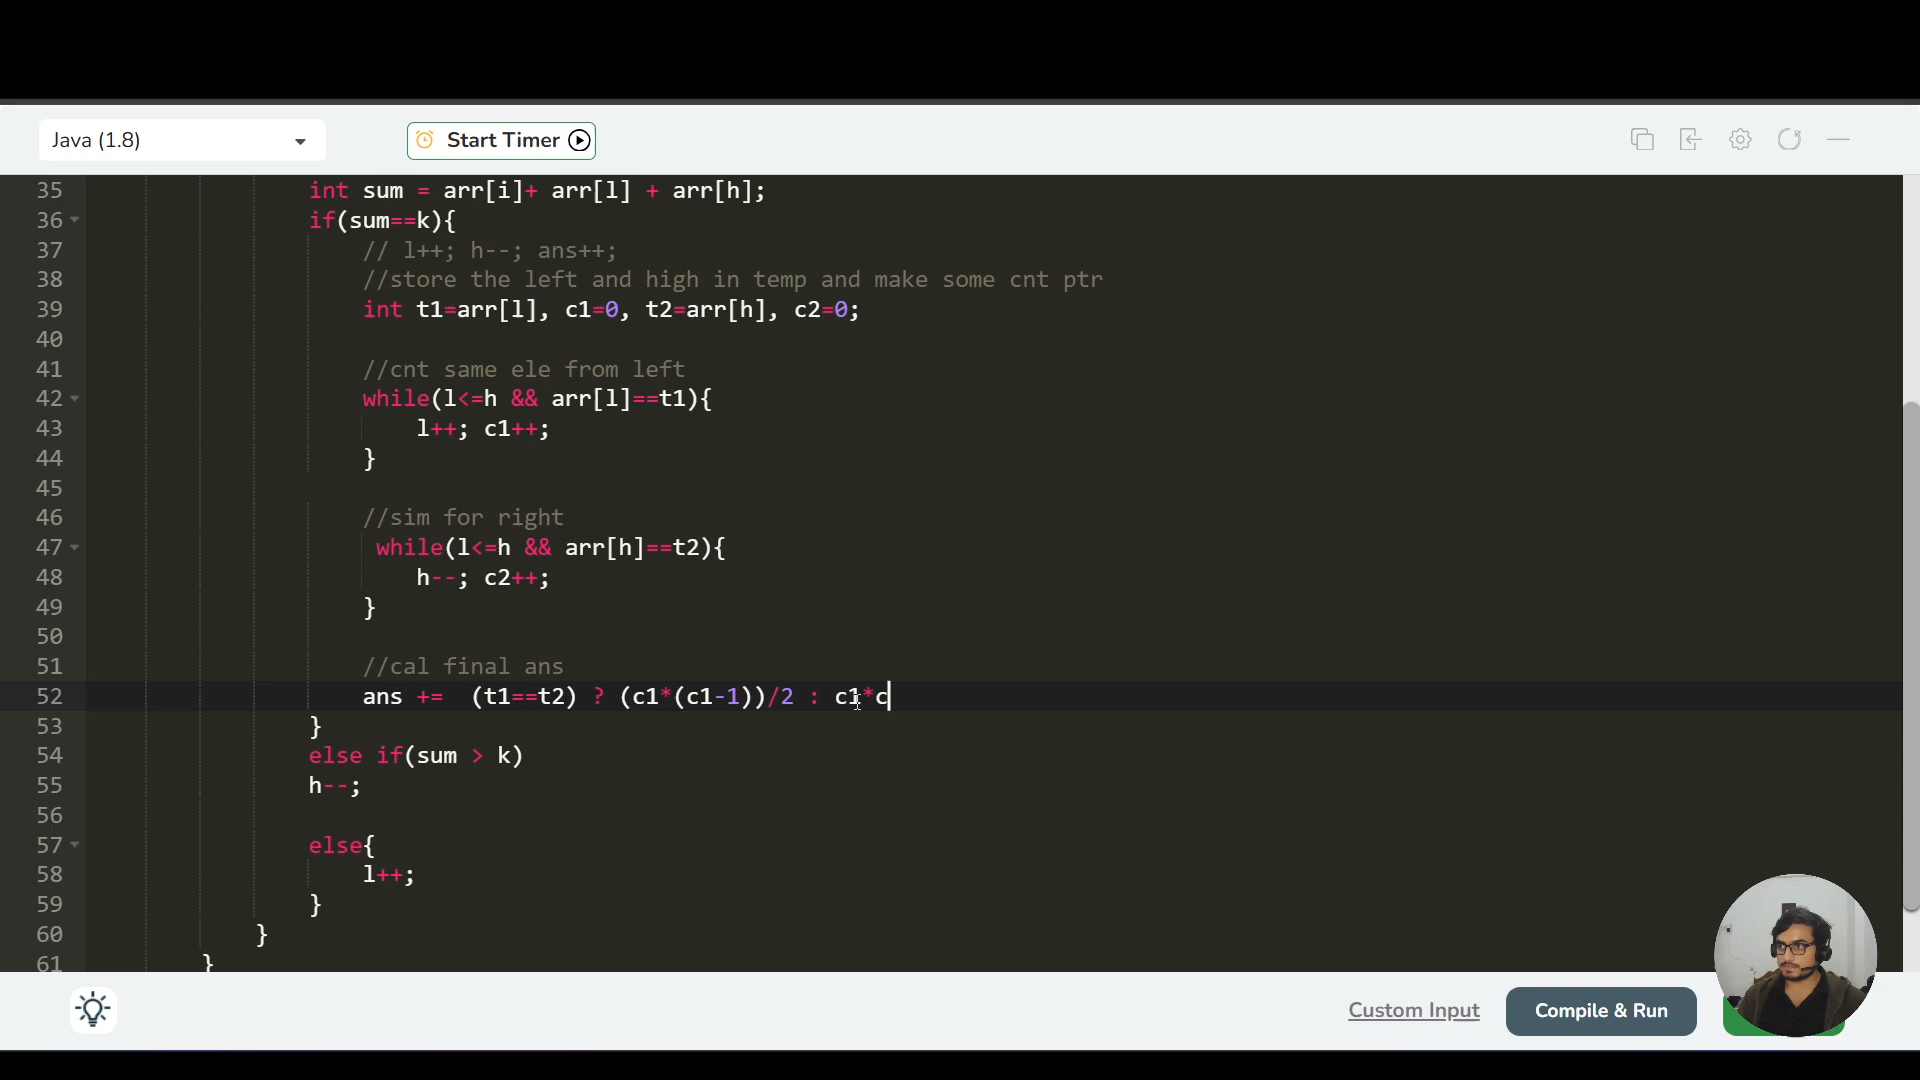 Java (1.8)
Start Timer
35 int sum = arr[i]+ arr[l] + arr[h];
36 if(sum==k){
37 // l++; h--; ans++;
38 //store the left and high in temp and make some cnt ptr
39 int t1=arr[l], c1=0, t2=arr[h], c2=0;
40
41 //cnt same ele from left
42 while(l<=h && arr[l]==t1){
43 l++; c1++;
44 }
45
46 //sim for right
47 while(l<=h && arr[h]==t2){
48 h--; c2++;
49 }
50
51 //cal final ans
52 ans += (t1==t2) ? (c1*(c1-1))/2 : c1*c
53 }
54 else if(sum > k)
55 h--;
56
57 else{
58 l++;
59 }
60 }
61 }
Custom Input
Compile & Run